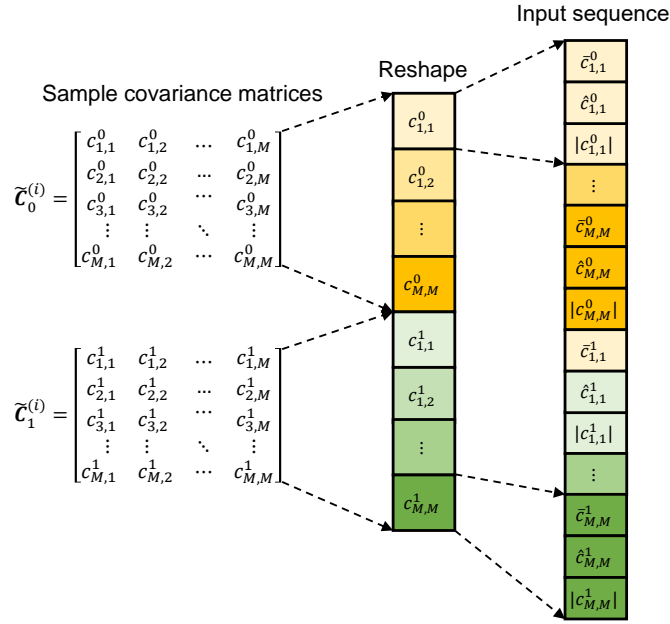 Input sequence
Reshape
Sample covariance matrices
C̃₀⁽ⁱ⁾ =
c⁰₁,₁ c⁰₁,₂ … c⁰₁,M
c⁰₂,₁ c⁰₂,₂ … c⁰₂,M
c⁰₃,₁ c⁰₃,₂ … c⁰₃,M
⋮ ⋮ ⋱ ⋮
c⁰M,₁ c⁰M,₂ ⋯ c⁰M,M
C̃₁⁽ⁱ⁾ =
c¹₁,₁ c¹₁,₂ … c¹₁,M
c¹₂,₁ c¹₂,₂ … c¹₂,M
c¹₃,₁ c¹₃,₂ … c¹₃,M
⋮ ⋮ ⋱ ⋮
c¹M,₁ c¹M,₂ ⋯ c¹M,M
c⁰₁,₁
c⁰₁,₂
⋮
c⁰M,M
c¹₁,₁
c¹₁,₂
⋮
c¹M,M
c̄⁰₁,₁
ĉ⁰₁,₁
|c⁰₁,₁|
⋮
c̄⁰M,M
ĉ⁰M,M
|c⁰M,M|
c̄¹₁,₁
ĉ¹₁,₁
|c¹₁,₁|
⋮
c̄¹M,M
ĉ¹M,M
|c¹M,M|